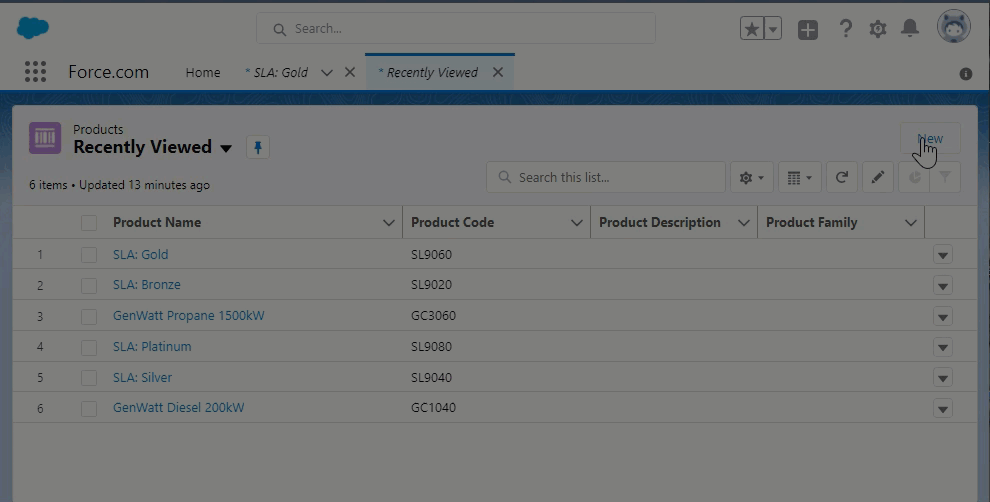 Search...
Force.com Home * SLA: Gold * Recently Viewed
Products
Recently Viewed
New
6 items • Updated 13 minutes ago
Search this list...
Product Name Product Code Product Description Product Family
1 SLA: Gold SL9060
2 SLA: Bronze SL9020
3 GenWatt Propane 1500kW GC3060
4 SLA: Platinum SL9080
5 SLA: Silver SL9040
6 GenWatt Diesel 200kW GC1040